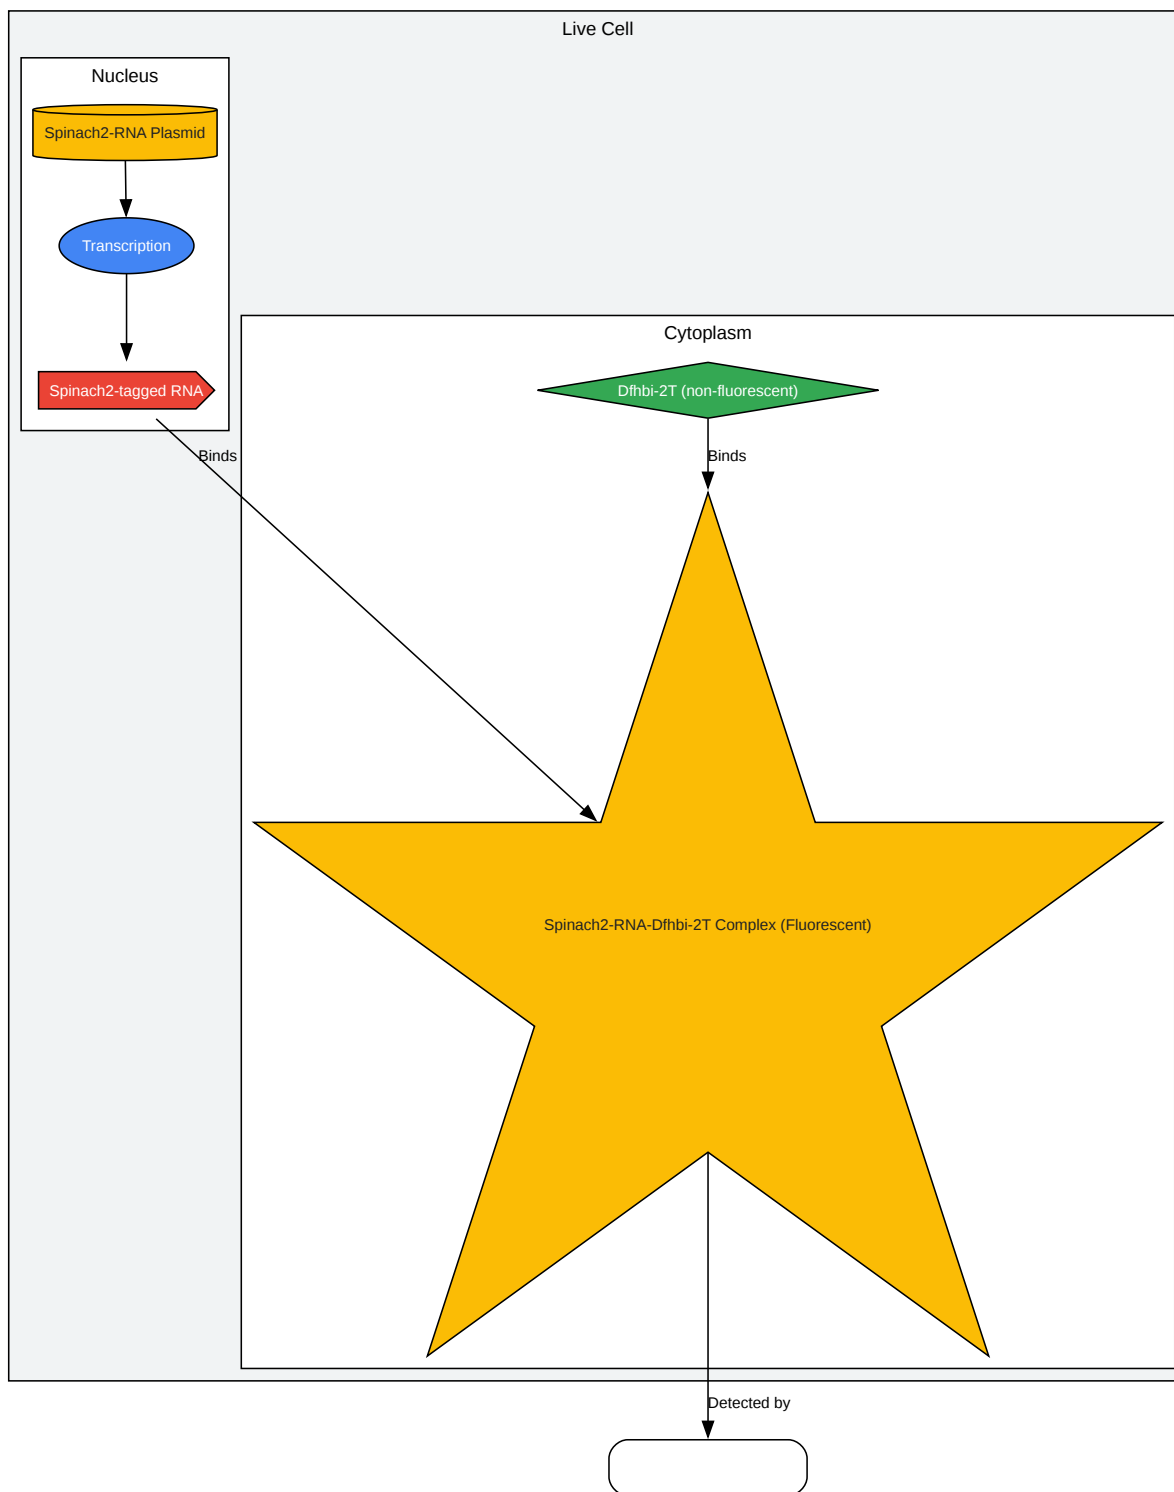 Live Cell
Nucleus
Spinach2-RNA Plasmid
Transcription
Spinach2-tagged RNA
Binds
Cytoplasm
Dfhbi-2T (non-fluorescent)
Binds
Spinach2-RNA-Dfhbi-2T Complex (Fluorescent)
Detected by